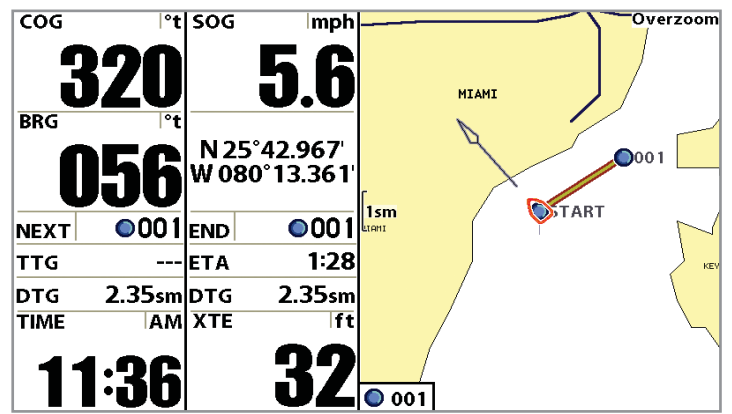 COG °t
320
SOG mph
5.6
BRG °t
056
N 25°42.967'
W 080°13.361'
NEXT 001
END 001
TTG ---
ETA 1:28
DTG 2.35sm
DTG 2.35sm
TIME AM
11:36
XTE ft
32
Overzoom
MIAMI
001
START
1sm
KEY
001